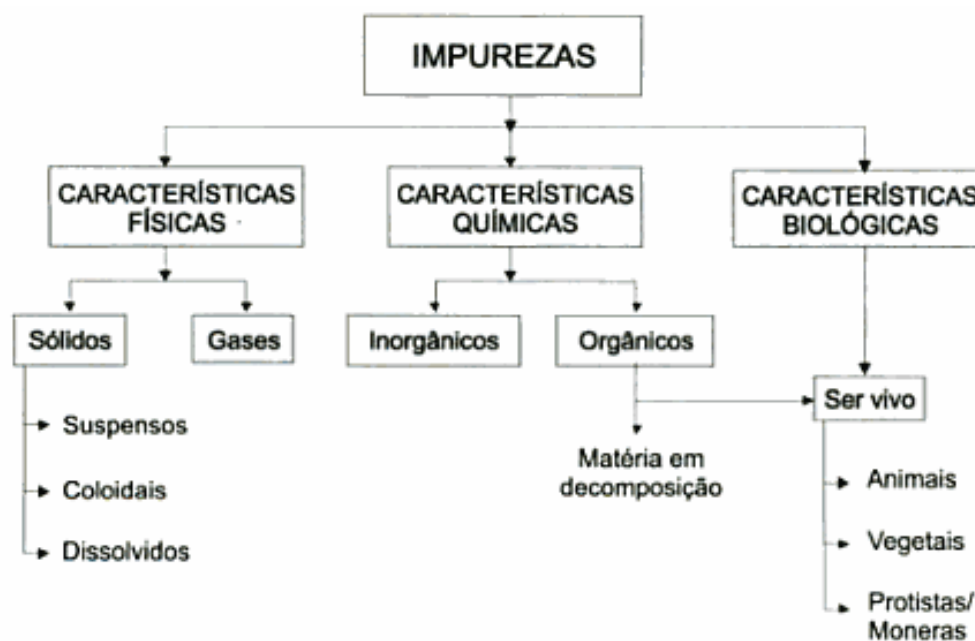 IMPUREZAS
CARACTERÍSTICAS
FÍSICAS
CARACTERÍSTICAS
QUÍMICAS
CARACTERÍSTICAS
BIOLÓGICAS
Sólidos
Gases
Inorgânicos
Orgânicos
Ser vivo
Suspensos
Coloidais
Dissolvidos
Matéria em
decomposição
Animais
Vegetais
Protistas/
Moneras